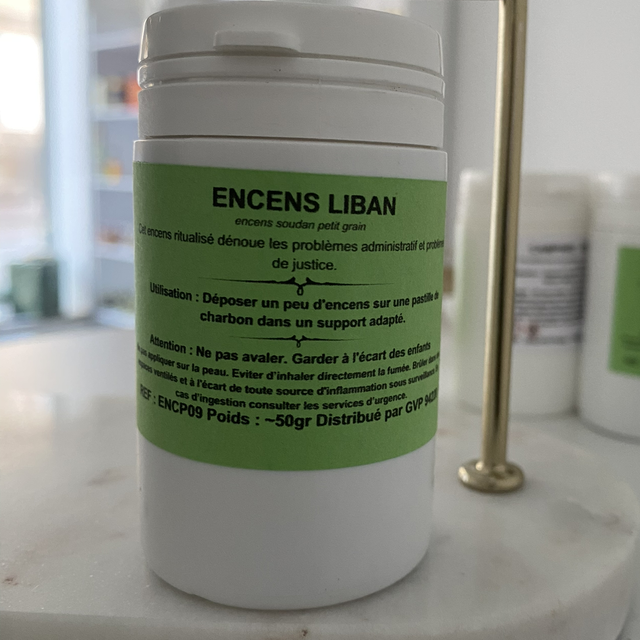 ENCENS LIBAN
encens soudan petit grain
Cet encens ritualisé dénoue les problèmes administratif et
de justice.
Utilisation : Déposer un peu d'encens sur une pastille de
charbon dans un support adapté.
Attention : Ne pas avaler. Garder à l'écart des enfants
pas appliquer sur la peau. Eviter d'inhaler directement la fumée. Brûler dans
ventilés et à l'écart de toute source d'inflammation sous
cas d'ingestion consulter les services d'urgence.
REF : ENCP09 Poids : ~50gr Distribué par GVP